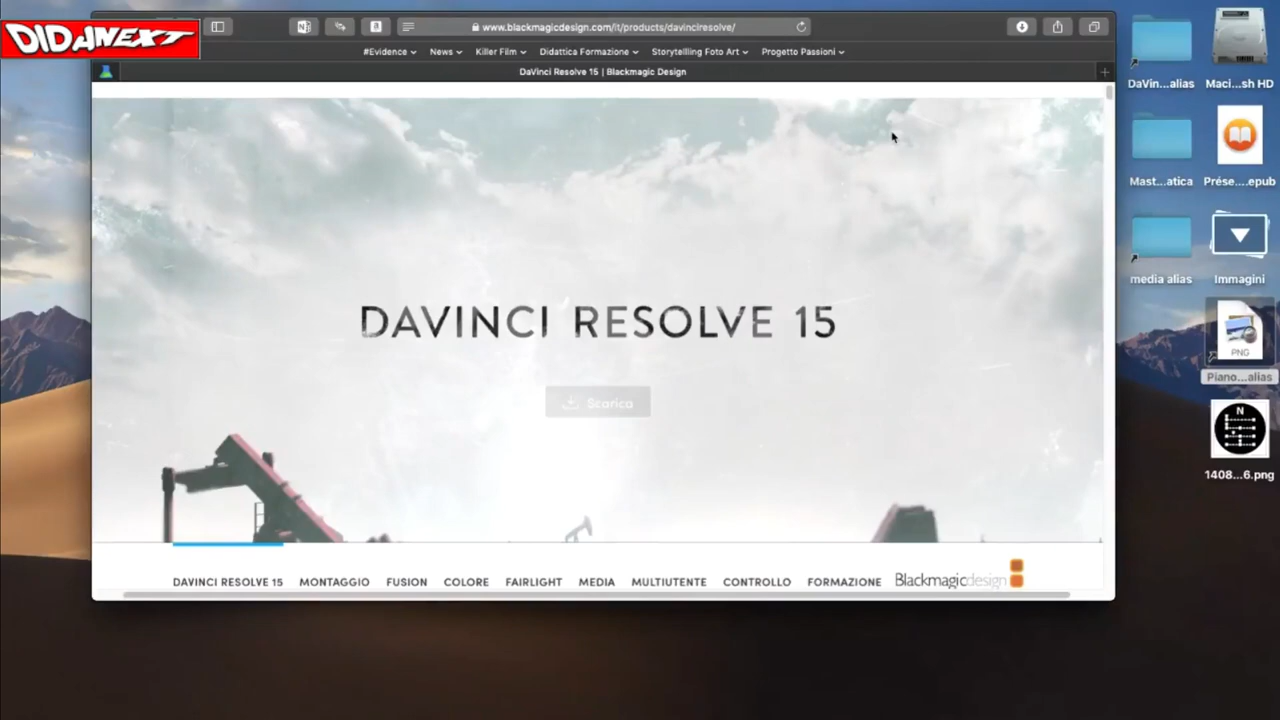 DIDANEXT
www.blackmagicdesign.com/it/products/davinciresolve/
#Evidence News Killer Film Didattica Formazione Storytellling Foto Art Progetto Passioni
DaVinci Resolve 15 | Blackmagic Design
DAVINCI RESOLVE 15
Scarica
DAVINCI RESOLVE 15 MONTAGGIO FUSION COLORE FAIRLIGHT MEDIA MULTIUTENTE CONTROLLO FORMAZIONE Blackmagicdesign
DaVin...alias Maci...sh HD
Mast...atica Prése....epub
media alias Immagini
PNG
Piano...alias
N
1408...6.png